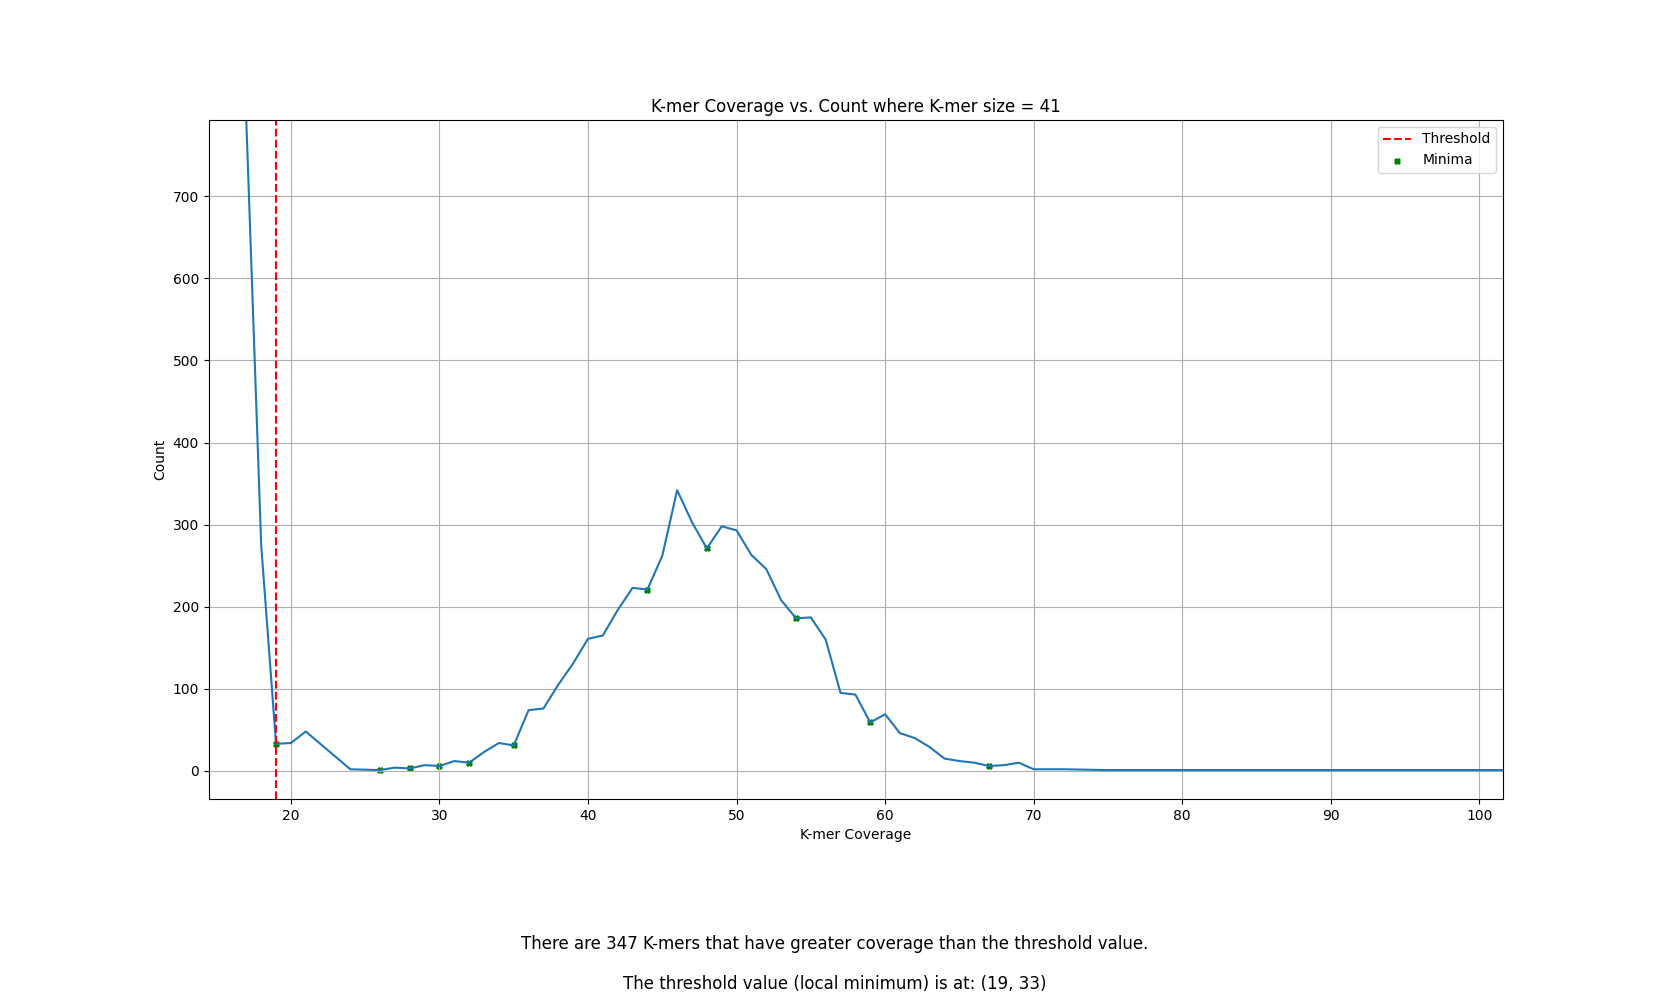 K-mer Coverage vs. Count where K-mer size = 41
Threshold
Minima
700
600
500
400
300
200
100
0
Count
20 30 40 50 60 70 80 90 100
K-mer Coverage
There are 347 K-mers that have greater coverage than the threshold value.
The threshold value (local minimum) is at: (19, 33)